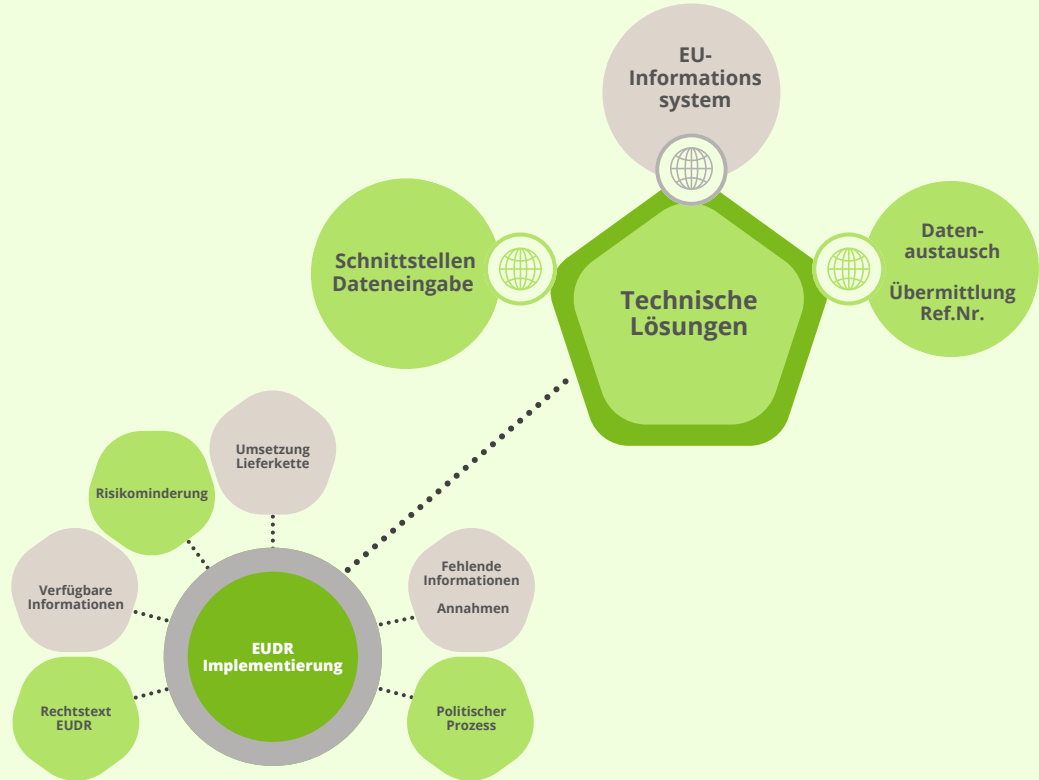 EU-
Informations
system
Schnittstellen
Dateneingabe
Daten-
austausch
Übermittlung
Ref.Nr.
Technische
Lösungen
Umsetzung
Lieferkette
Risikominderung
Verfügbare
Informationen
Fehlende
Informationen
Annahmen
EUDR
Implementierung
Rechtstext
EUDR
Politischer
Prozess